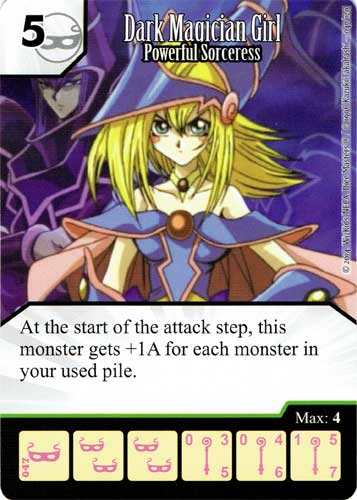 5
Dark Magician Girl
Powerful Sorceress
At the start of the attack step, this
monster gets +1A for each monster in
your used pile.
Max: 4
047
0 3
5
0 4
6
1 5
7